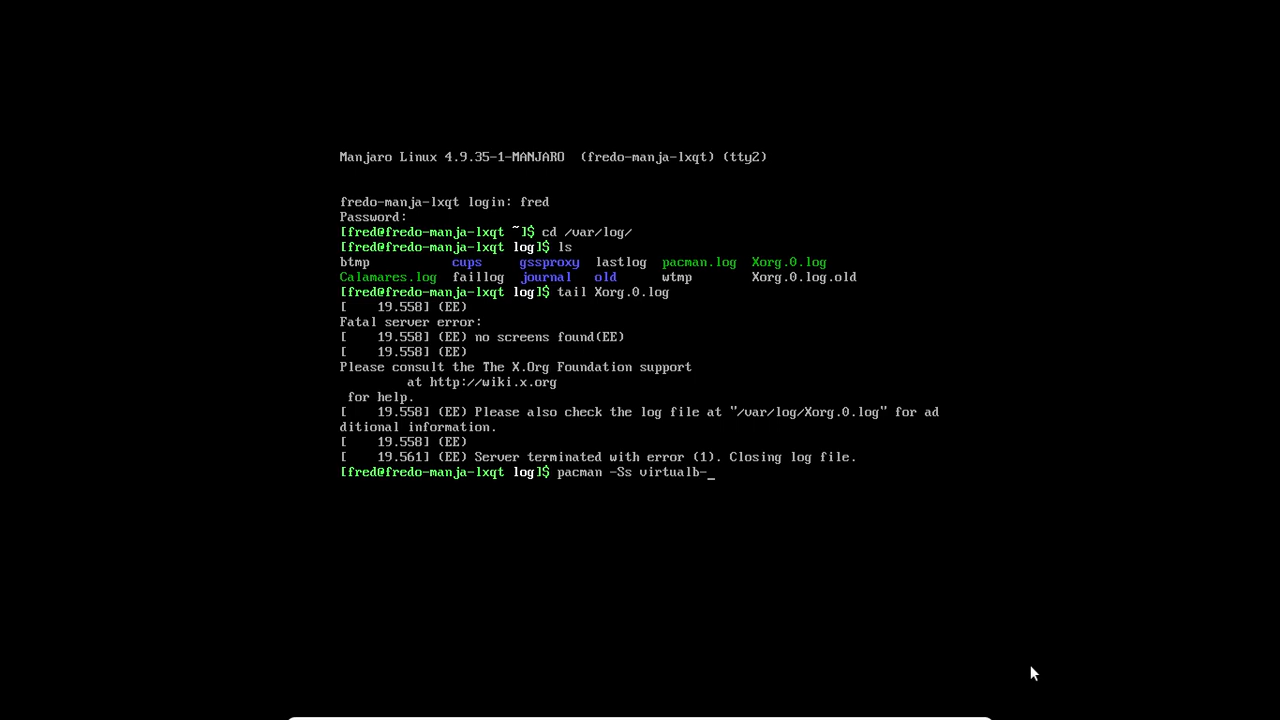 Manjaro Linux 4.9.35-1-MANJARO  (fredo-manja-lxqt) (tty2)
fredo-manja-lxqt login: fred
Password:
[fred@fredo-manja-lxqt ~]$ cd /var/log/
[fred@fredo-manja-lxqt log]$ ls
btmp           cups     gssproxy  lastlog  pacman.log  Xorg.0.log
Calamares.log  faillog  journal   old      wtmp        Xorg.0.log.old
[fred@fredo-manja-lxqt log]$ tail Xorg.0.log
[    19.558] (EE)
Fatal server error:
[    19.558] (EE) no screens found(EE)
[    19.558] (EE)
Please consult the The X.Org Foundation support
         at http://wiki.x.org
 for help.
[    19.558] (EE) Please also check the log file at "/var/log/Xorg.0.log" for ad
ditional information.
[    19.558] (EE)
[    19.561] (EE) Server terminated with error (1). Closing log file.
[fred@fredo-manja-lxqt log]$ pacman -Ss virtualb-_